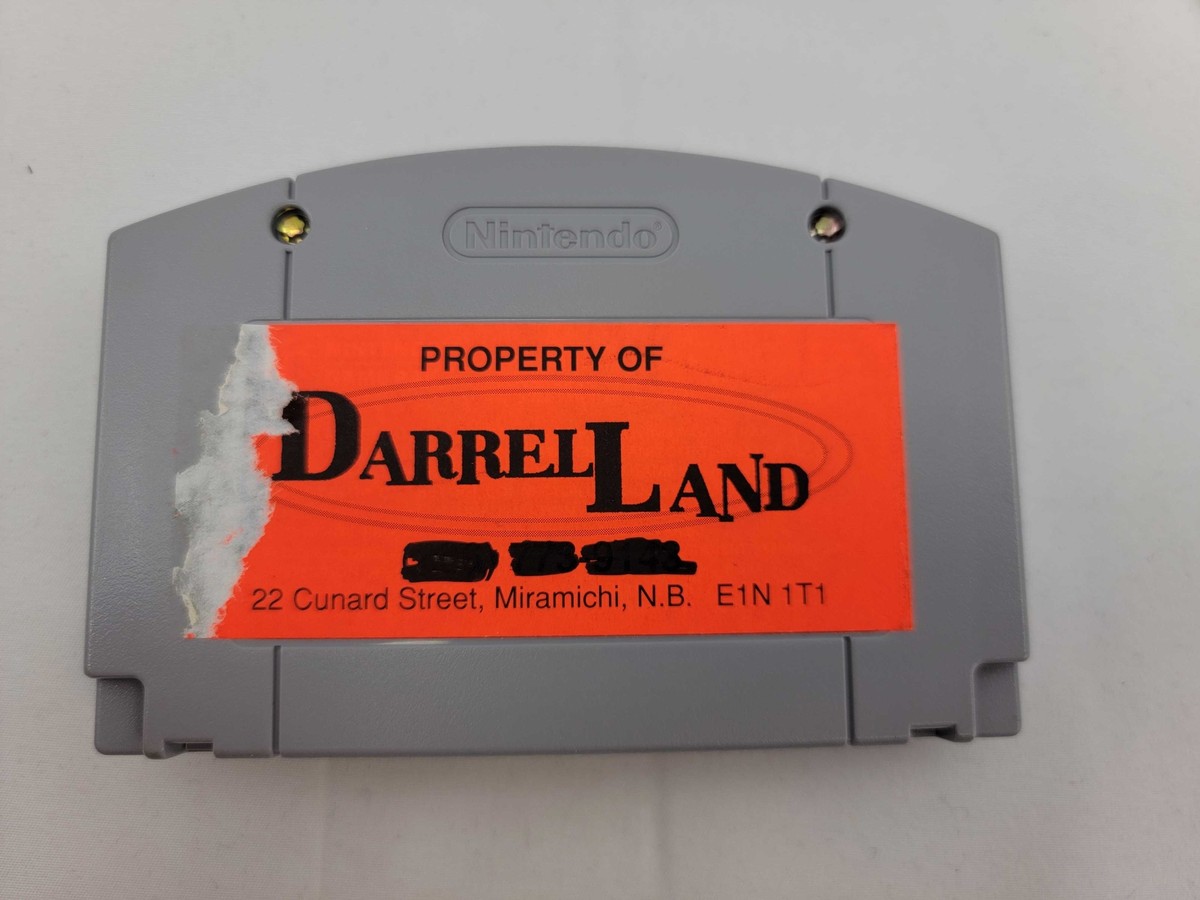 Nintendo®
PROPERTY OF
DARRELLAND
22 Cunard Street, Miramichi, N.B. E1N 1T1